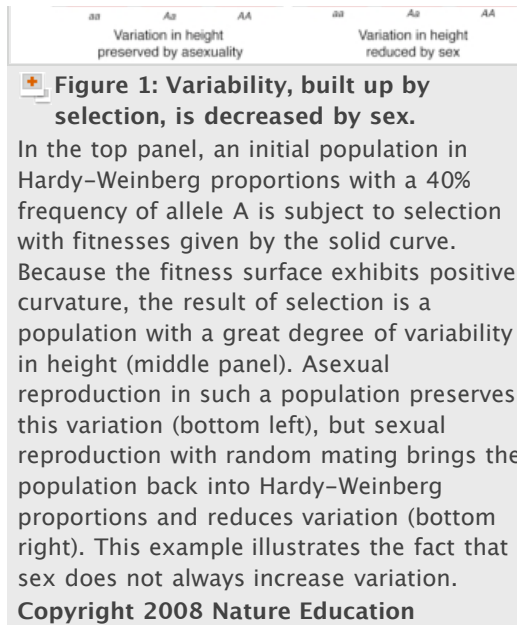 aa Aa AA aa Aa AA
Variation in height Variation in height
preserved by asexuality reduced by sex
Figure 1: Variability, built up by
selection, is decreased by sex.
In the top panel, an initial population in
Hardy-Weinberg proportions with a 40%
frequency of allele A is subject to selection
with fitnesses given by the solid curve.
Because the fitness surface exhibits positive
curvature, the result of selection is a
population with a great degree of variability
in height (middle panel). Asexual
reproduction in such a population preserves
this variation (bottom left), but sexual
reproduction with random mating brings the
population back into Hardy-Weinberg
proportions and reduces variation (bottom
right). This example illustrates the fact that
sex does not always increase variation.
Copyright 2008 Nature Education